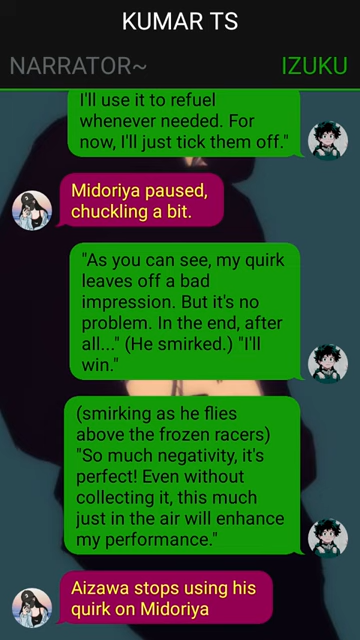 KUMAR TS
NARRATOR~
IZUKU
I'll use it to refuel
whenever needed. For
now, I'll just tick them off."
Midoriya paused,
chuckling a bit.
"As you can see, my quirk
leaves off a bad
impression. But it's no
problem. In the end, after
all..." (He smirked.) "I'll
win."
(smirking as he flies
above the frozen racers)
"So much negativity, it's
perfect! Even without
collecting it, this much
just in the air will enhance
my performance."
Aizawa stops using his
quirk on Midoriya